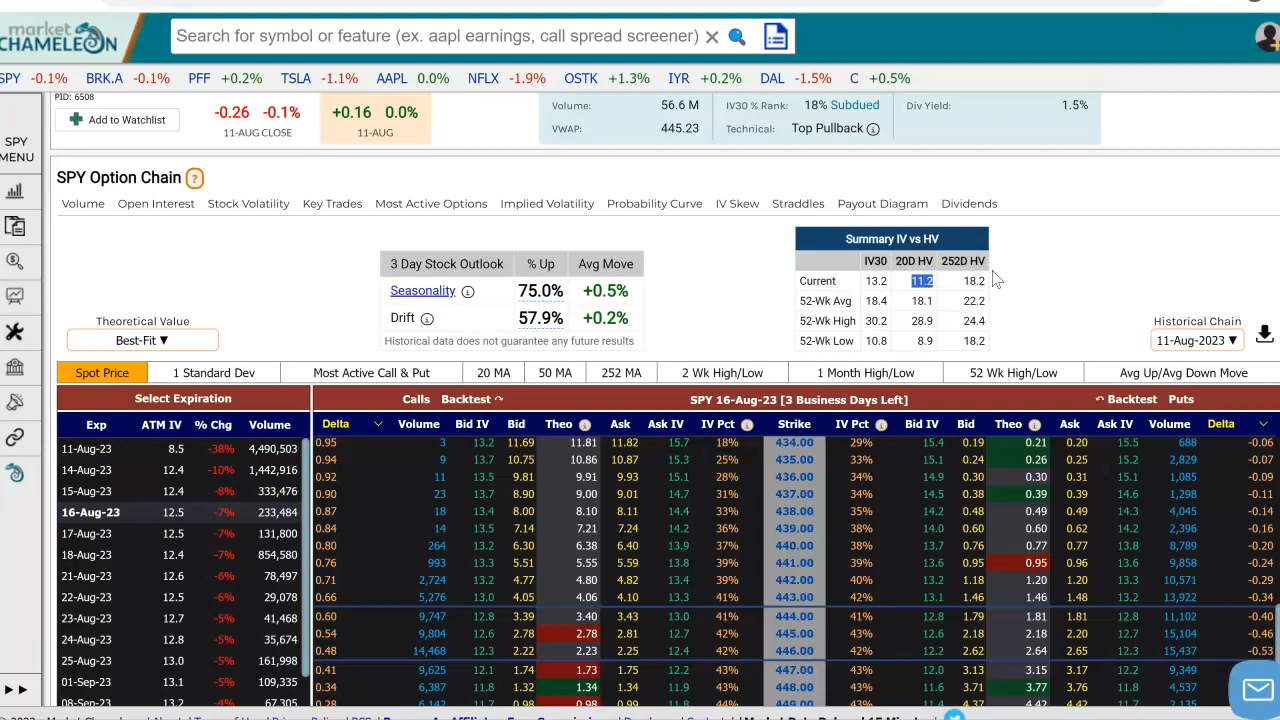 market
CHAMELEON
Search for symbol or feature (ex. aapl earnings, call spread screener)
SPY -0.1% BRK.A -0.1% PFF +0.2% TSLA -1.1% AAPL 0.0% NFLX -1.9% OSTK +1.3% IYR +0.2% DAL -1.5% C +0.5%
PID: 6508
Add to Watchlist
-0.26 -0.1%
11-AUG CLOSE
+0.16 0.0%
11-AUG
Volume: 56.6 M IV30 % Rank: 18% Subdued Div Yield: 1.5%
VWAP: 445.23 Technical: Top Pullback
SPY
MENU
SPY Option Chain ?
Volume Open Interest Stock Volatility Key Trades Most Active Options Implied Volatility Probability Curve IV Skew Straddles Payout Diagram Dividends
3 Day Stock Outlook % Up Avg Move
Seasonality 75.0% +0.5%
Drift 57.9% +0.2%
Historical data does not guarantee any future results
Summary IV vs HV
IV30 20D HV 252D HV
Current 13.2 11.2 18.2
52-Wk Avg 18.4 18.1 22.2
52-Wk High 30.2 28.9 24.4
52-Wk Low 10.8 8.9 18.2
Theoretical Value
Best-Fit ▼
Historical Chain
11-Aug-2023 ▼
Spot Price 1 Standard Dev Most Active Call & Put 20 MA 50 MA 252 MA 2 Wk High/Low 1 Month High/Low 52 Wk High/Low Avg Up/Avg Down Move
Select Expiration
Exp ATM IV % Chg Volume
11-Aug-23 8.5 -38% 4,490,503
14-Aug-23 12.4 -10% 1,442,916
15-Aug-23 12.4 -8% 333,476
16-Aug-23 12.5 -7% 233,484
17-Aug-23 12.5 -7% 131,800
18-Aug-23 12.4 -7% 854,580
21-Aug-23 12.6 -6% 78,497
22-Aug-23 12.5 -6% 29,078
23-Aug-23 12.7 -5% 41,468
24-Aug-23 12.8 -5% 35,674
25-Aug-23 13.0 -5% 161,998
01-Sep-23 13.1 -5% 109,335
08-Sep-23 13.2 -4% 67,305
Calls Backtest SPY 16-Aug-23 [3 Business Days Left] Backtest Puts
Delta Volume Bid IV Bid Theo Ask Ask IV IV Pct Strike IV Pct Bid IV Bid Theo Ask Ask IV Volume Delta
0.95 3 13.2 11.69 11.81 11.82 15.7 18% 434.00 29% 15.4 0.19 0.21 0.20 15.5 688 -0.06
0.94 9 13.7 10.75 10.86 10.87 15.3 25% 435.00 33% 15.1 0.24 0.26 0.25 15.2 2,829 -0.07
0.92 11 13.5 9.81 9.91 9.93 15.1 28% 436.00 34% 14.9 0.30 0.30 0.31 15.1 1,085 -0.09
0.90 23 13.7 8.90 9.00 9.01 14.7 31% 437.00 34% 14.5 0.38 0.39 0.39 14.6 1,298 -0.11
0.87 18 13.4 8.00 8.10 8.11 14.4 33% 438.00 35% 14.2 0.48 0.49 0.49 14.3 4,045 -0.14
0.84 14 13.5 7.14 7.21 7.24 14.2 36% 439.00 38% 14.0 0.60 0.60 0.62 14.2 2,396 -0.16
0.80 264 13.2 6.30 6.38 6.40 13.9 37% 440.00 38% 13.7 0.76 0.77 0.77 13.8 8,789 -0.20
0.76 993 13.3 5.51 5.55 5.59 13.8 39% 441.00 39% 13.6 0.95 0.95 0.96 13.6 9,858 -0.24
0.71 2,724 13.2 4.77 4.80 4.82 13.4 39% 442.00 40% 13.2 1.18 1.20 1.20 13.3 10,571 -0.29
0.66 5,276 13.0 4.05 4.06 4.10 13.3 41% 443.00 42% 13.1 1.46 1.46 1.48 13.2 13,922 -0.34
0.60 9,747 12.8 3.39 3.40 3.43 13.0 41% 444.00 41% 12.8 1.79 1.81 1.81 12.8 11,102 -0.40
0.54 9,804 12.6 2.78 2.78 2.81 12.7 42% 445.00 43% 12.6 2.18 2.18 2.20 12.7 15,104 -0.46
0.48 14,468 12.3 2.22 2.23 2.25 12.4 42% 446.00 42% 12.2 2.62 2.64 2.65 12.4 15,437 -0.53
0.41 9,625 12.1 1.74 1.73 1.75 12.2 43% 447.00 43% 12.0 3.13 3.15 3.17 12.2 9,349
0.34 6,387 11.8 1.32 1.34 1.34 11.9 43% 448.00 43% 11.6 3.71 3.77 3.76 11.8 4,537